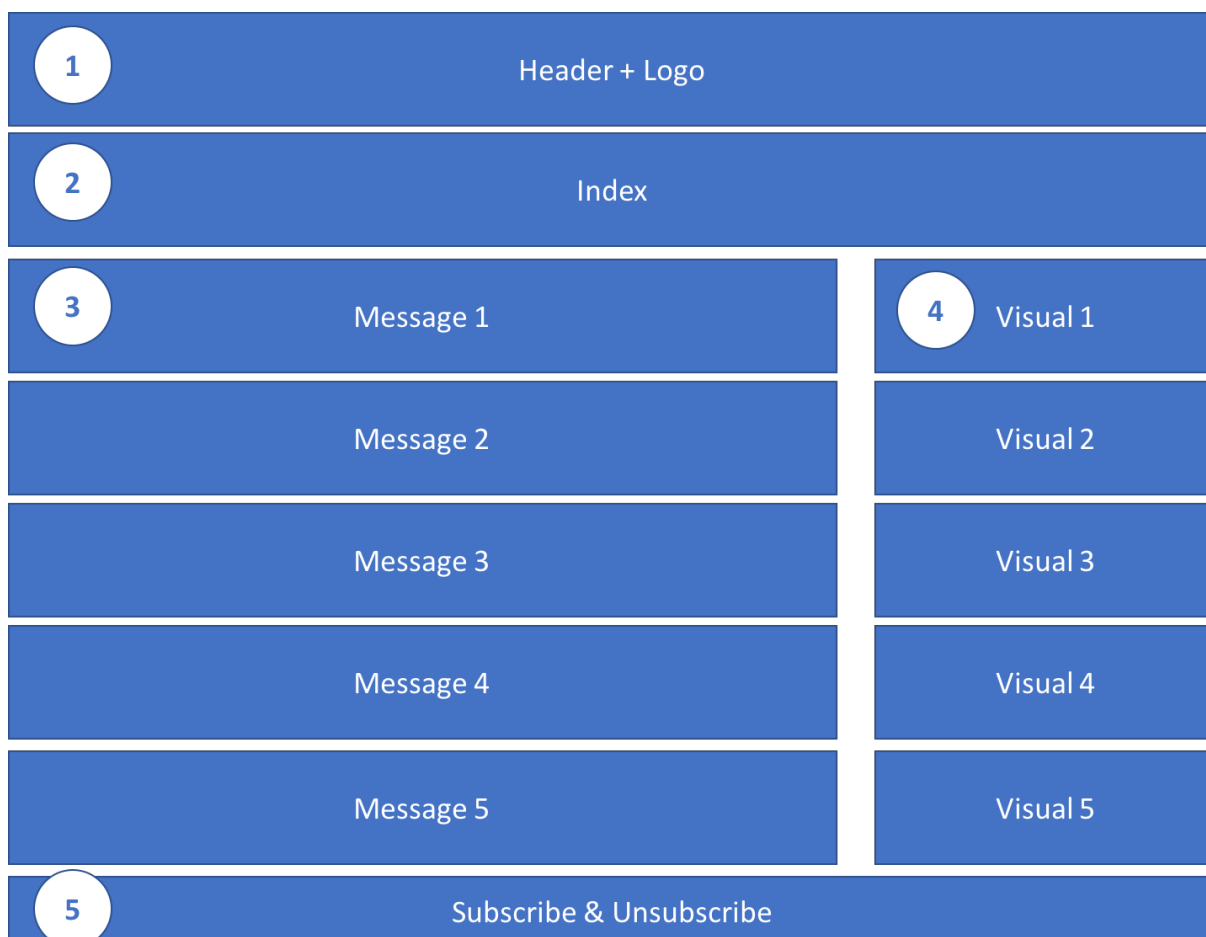 1
Header + Logo
2
Index
3
Message 1
4
Visual 1
Message 2
Visual 2
Message 3
Visual 3
Message 4
Visual 4
Message 5
Visual 5
5
Subscribe & Unsubscribe